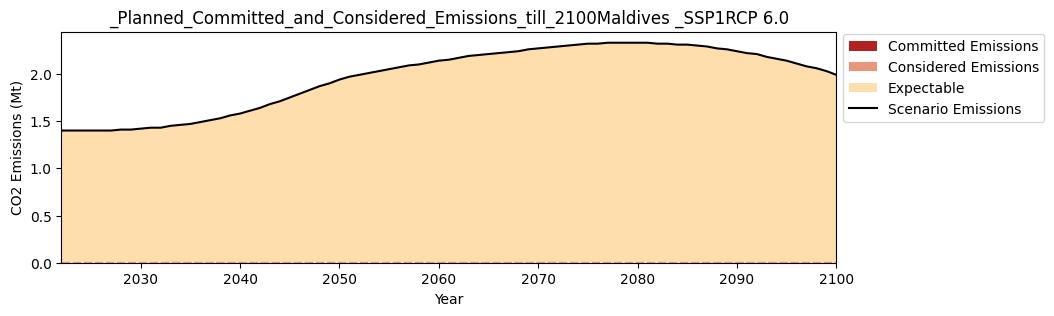 _Planned_Committed_and_Considered_Emissions_till_2100Maldives _SSP1RCP 6.0
CO2 Emissions (Mt)
2.0
1.5
1.0
0.5
0.0
2030 2040 2050 2060 2070 2080 2090 2100
Year
Committed Emissions
Considered Emissions
Expectable
Scenario Emissions